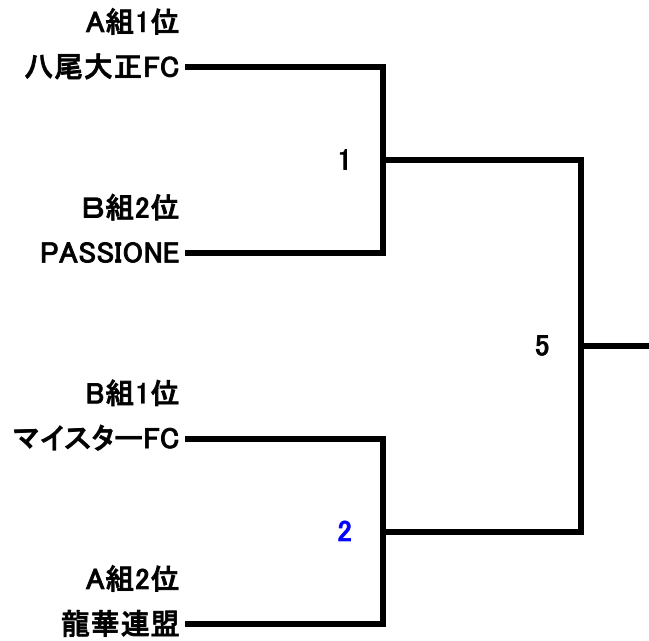 A組1位
八尾大正FC
1
B組2位
PASSIONE
5
B組1位
マイスターFC
2
A組2位
龍華連盟